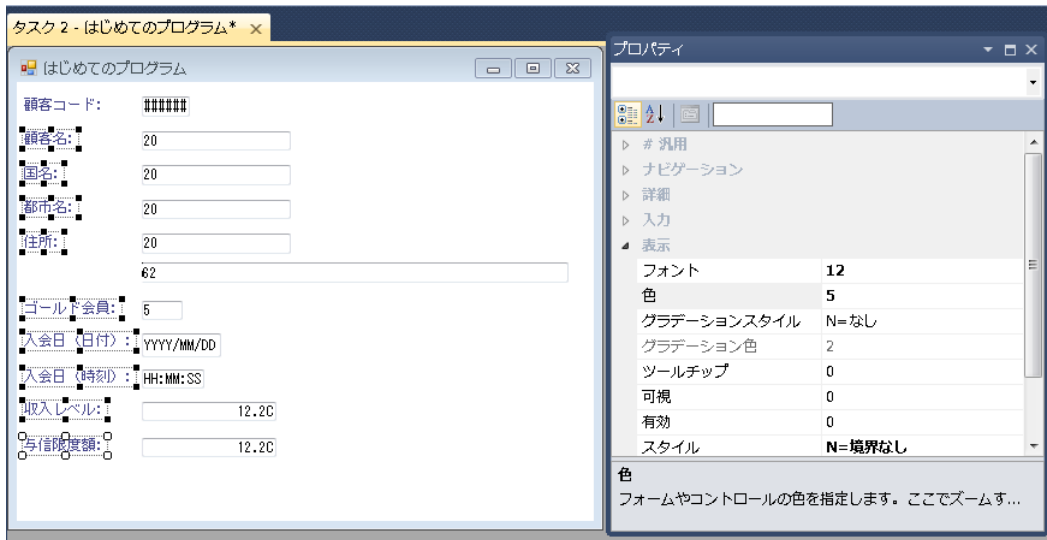 タスク 2 - はじめてのプログラム*
はじめてのプログラム
顧客コード: ######
顧客名: 20
国名: 20
都市名: 20
住所: 20
62
ゴールド会員: 5
入会日（日付）: YYYY/MM/DD
入会日（時刻）: HH:MM:SS
収入レベル: 12.2C
与信限度額: 12.2C
プロパティ
# 汎用
ナビゲーション
詳細
入力
表示
フォント 12
色 5
グラデーションスタイル N=なし
グラデーション色 2
ツールチップ 0
可視 0
有効 0
スタイル N=境界なし
色
フォームやコントロールの色を指定します。ここでズームす...